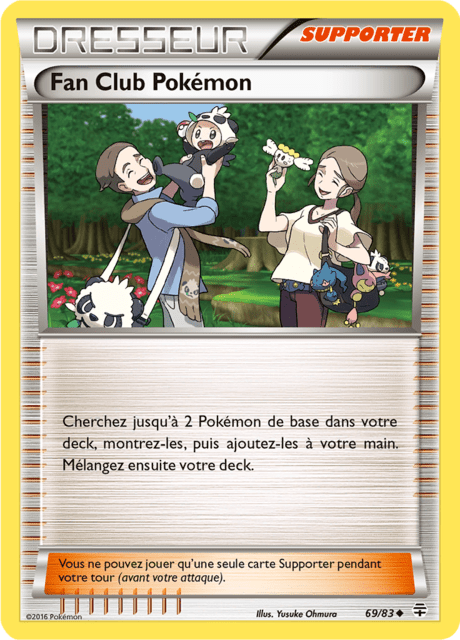 DRESSEUR
SUPPORTER
Fan Club Pokémon
Cherchez jusqu'à 2 Pokémon de base dans votre
deck, montrez-les, puis ajoutez-les à votre main.
Mélangez ensuite votre deck.
Vous ne pouvez jouer qu'une seule carte Supporter pendant
votre tour (avant votre attaque).
©2016 Pokémon
Illus. Yusuke Ohmura
69/83